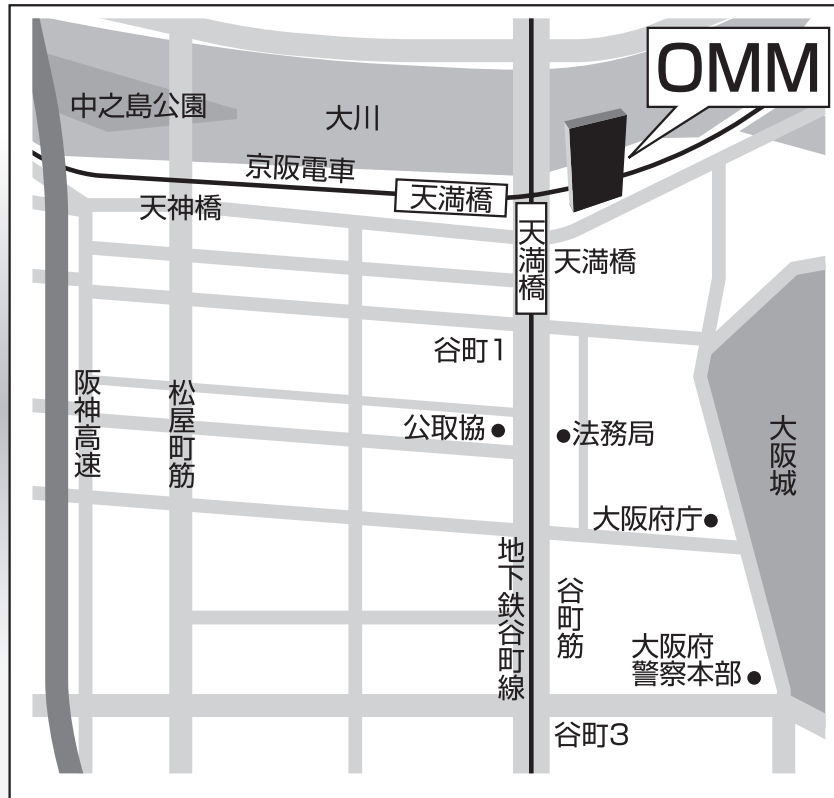 OMM
中之島公園
大川
京阪電車
天満橋
天神橋
天満橋
天満橋
谷町1
阪神高速
松屋町筋
公取協
法務局
大阪城
大阪府庁
地下鉄谷町線
谷町筋
大阪府
警察本部
谷町3